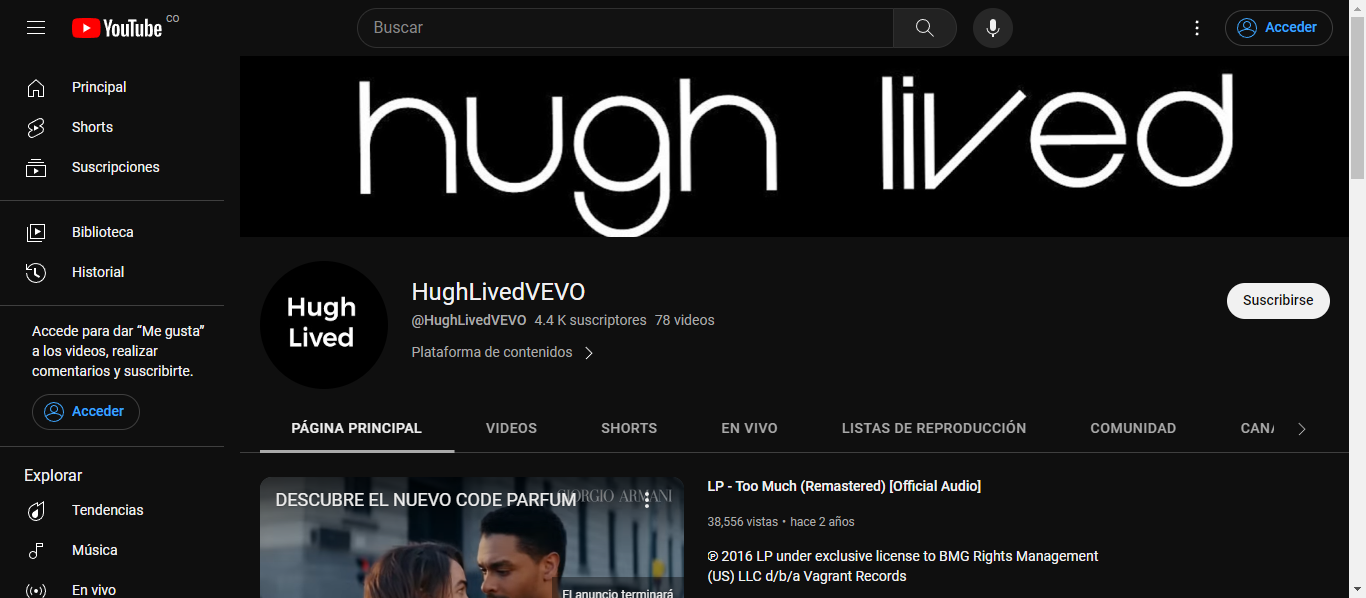 YouTube CO
Buscar
Acceder
Principal
Shorts
Suscripciones
Biblioteca
Historial
Accede para dar “Me gusta”
a los videos, realizar
comentarios y suscribirte.
Acceder
Explorar
Tendencias
Música
En vivo
hugh lived
Hugh
Lived
HughLivedVEVO
@HughLivedVEVO 4.4 K suscriptores 78 videos
Plataforma de contenidos
Suscribirse
PÁGINA PRINCIPAL VIDEOS SHORTS EN VIVO LISTAS DE REPRODUCCIÓN COMUNIDAD CANA
DESCUBRE EL NUEVO CODE PARFUM
GIORGIO ARMANI
El anuncio terminará
LP - Too Much (Remastered) [Official Audio]
38,556 vistas • hace 2 años
℗ 2016 LP under exclusive license to BMG Rights Management
(US) LLC d/b/a Vagrant Records